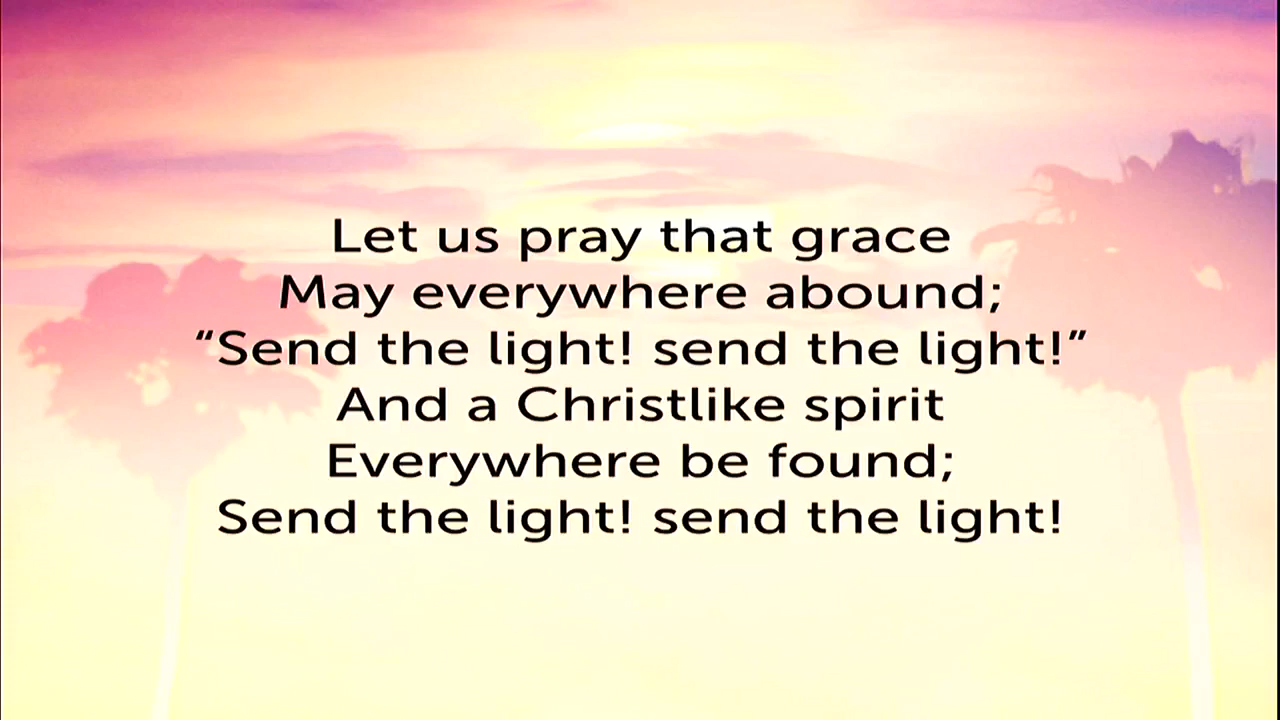 Let us pray that grace
May everywhere abound;
“Send the light! send the light!”
And a Christlike spirit
Everywhere be found;
Send the light! send the light!